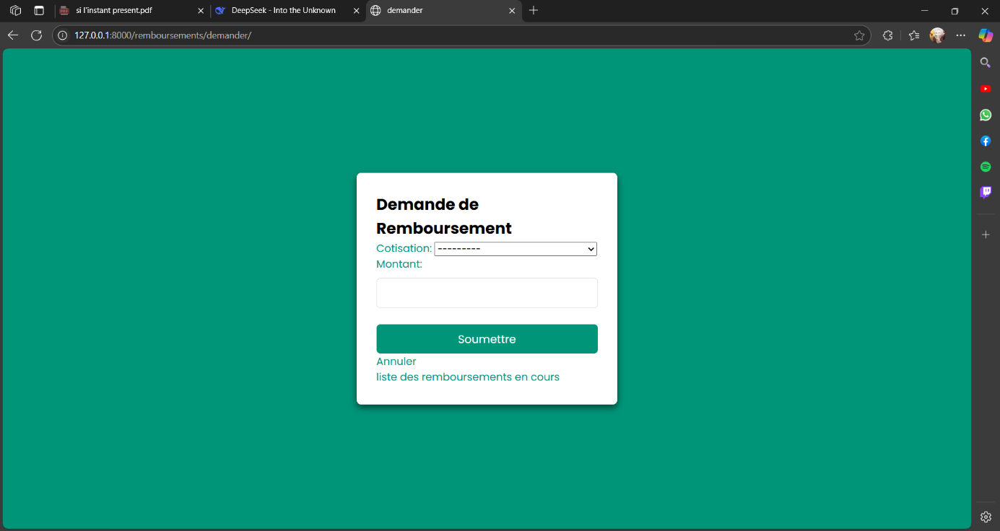 si l'instant present.pdf
DeepSeek - Into the Unknown
demander
127.0.0.1:8000/remboursements/demander/
Demande de
Remboursement
Cotisation: ---------
Montant:
Soumettre
Annuler
liste des remboursements en cours